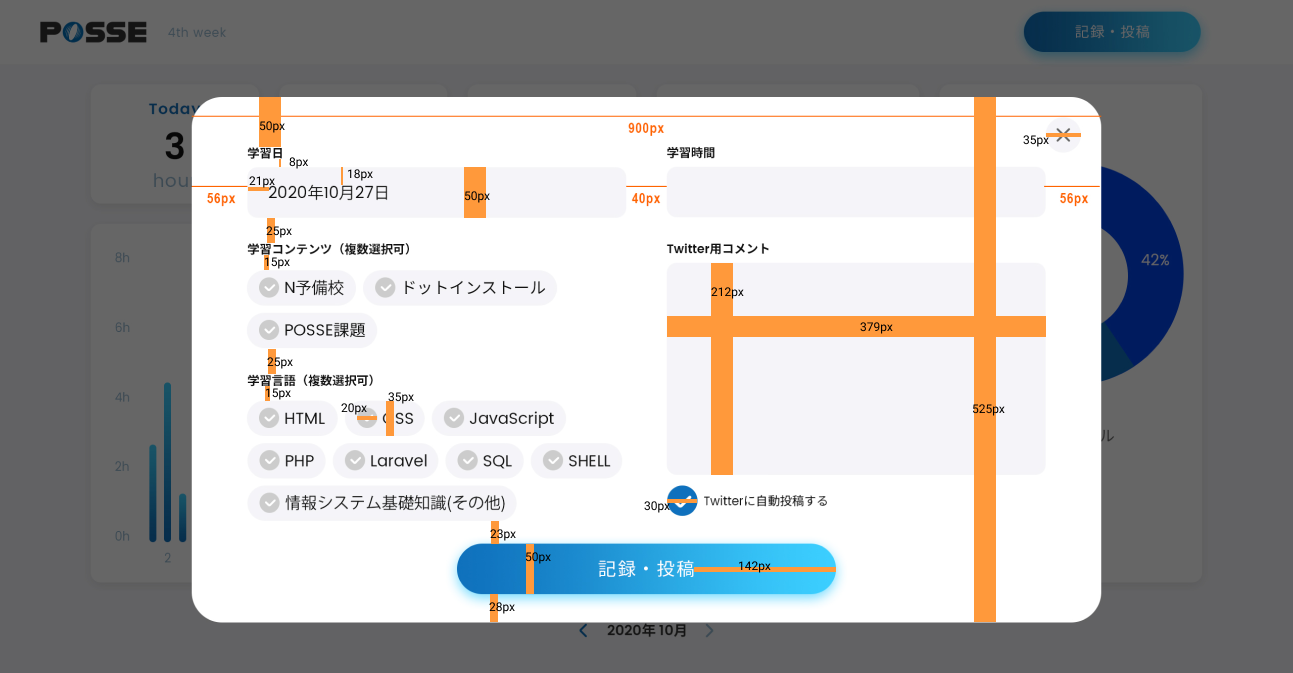 POSSE
4th week
記録・投稿
Today
3
hou
50px
900px
35px
学習日
8px
学習時間
18px
21px
2020年10月27日
50px
56px
40px
56px
25px
学習コンテンツ（複数選択可）
15px
Twitter用コメント
8h
42%
N予備校
ドットインストール
212px
POSSE課題
6h
379px
25px
学習言語（複数選択可）
15px
4h
20px
35px
525px
HTML
CSS
JavaScript
ル
PHP
Laravel
SQL
SHELL
2h
情報システム基礎知識(その他)
30px
Twitterに自動投稿する
0h
23px
2
50px
記録・投稿
142px
28px
2020年 10月